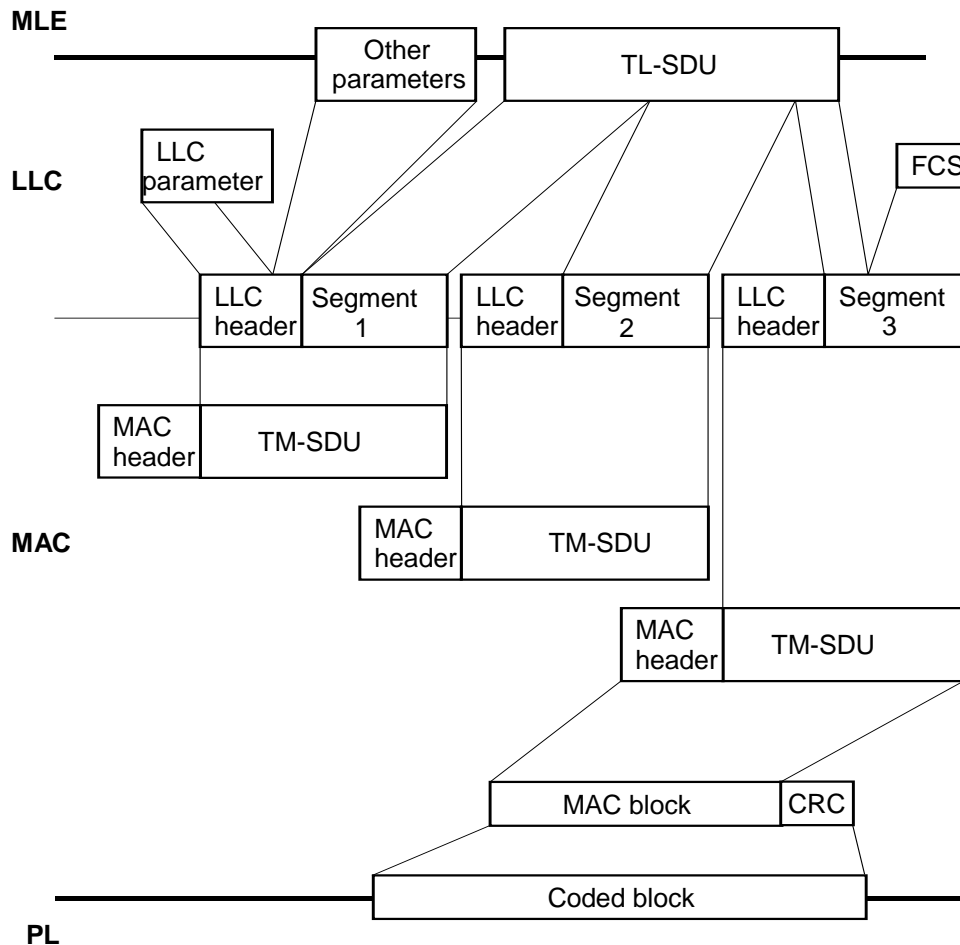 MLE
Other
parameters
TL-SDU
LLC
LLC
parameter
FCS
LLC
header
Segment
1
LLC
header
Segment
2
LLC
header
Segment
3
MAC
header
TM-SDU
MAC
MAC
header
TM-SDU
MAC
header
TM-SDU
MAC block
CRC
Coded block
PL